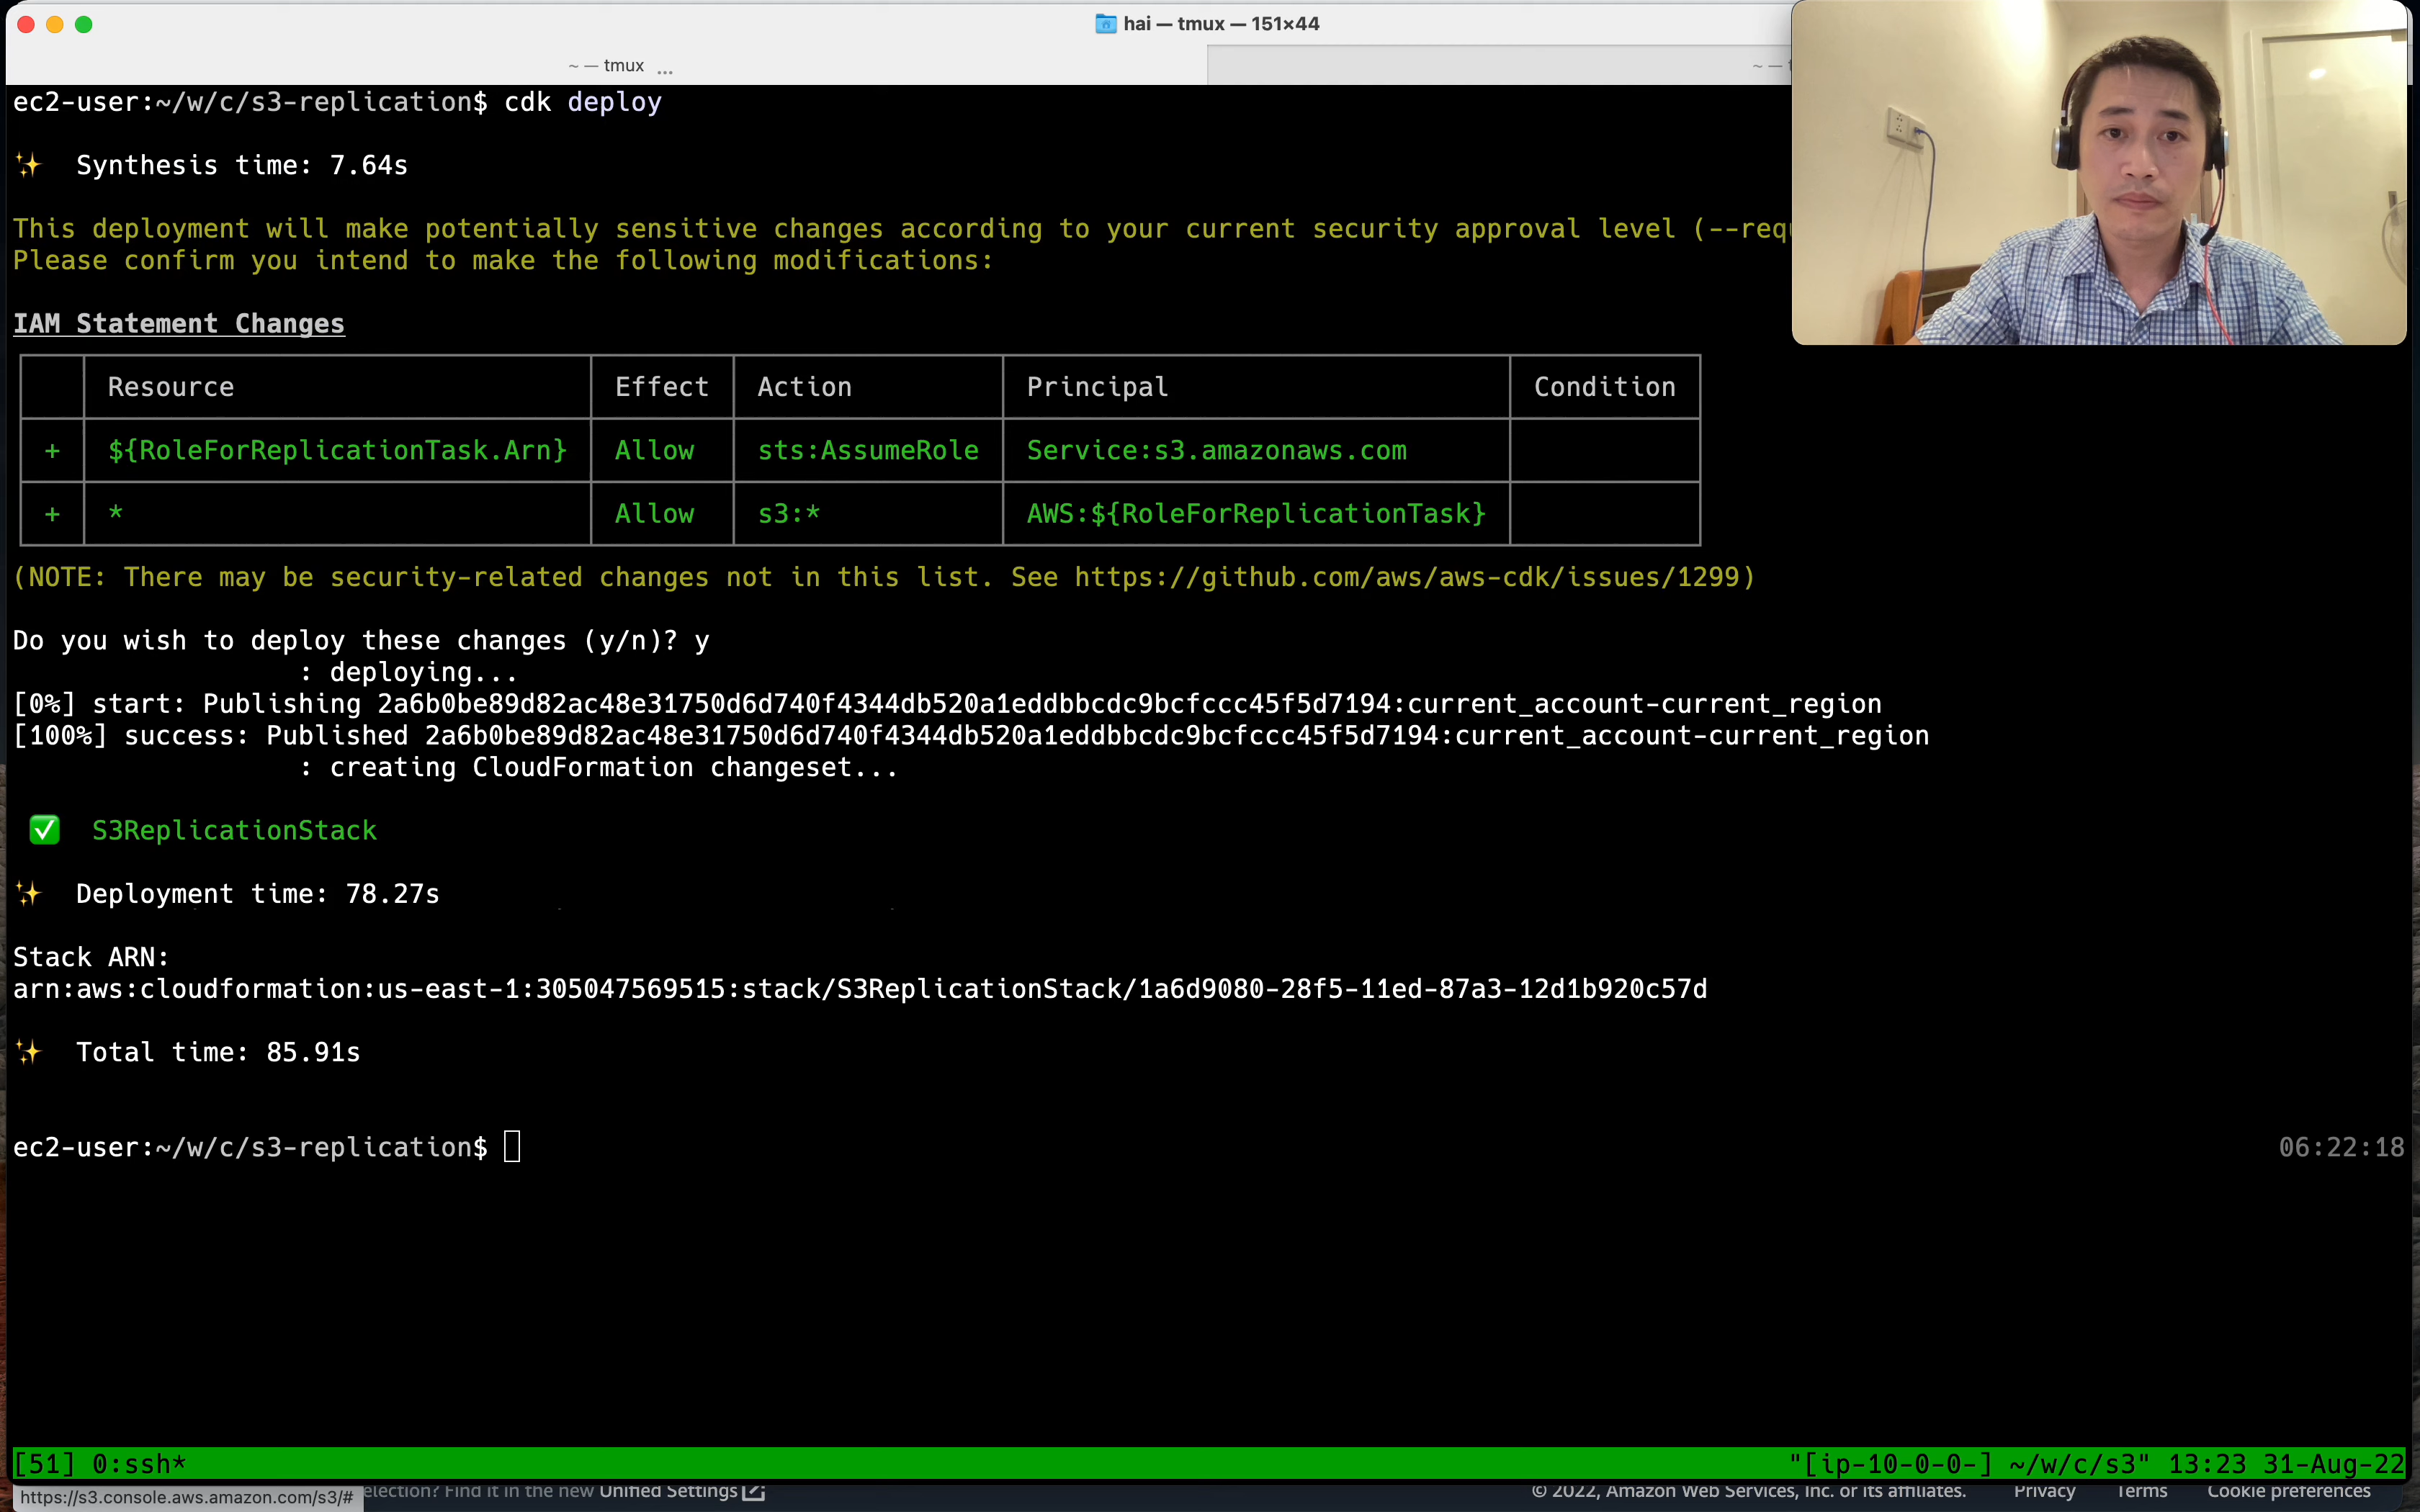 hai — tmux — 151×44
~ — tmux ...
~ —
ec2-user:~/w/c/s3-replication$ cdk deploy
✨ Synthesis time: 7.64s
This deployment will make potentially sensitive changes according to your current security approval level (--requ
Please confirm you intend to make the following modifications:
IAM Statement Changes
Resource Effect Action Principal Condition
+ ${RoleForReplicationTask.Arn} Allow sts:AssumeRole Service:s3.amazonaws.com
+ * Allow s3:* AWS:${RoleForReplicationTask}
(NOTE: There may be security-related changes not in this list. See https://github.com/aws/aws-cdk/issues/1299)
Do you wish to deploy these changes (y/n)? y
: deploying...
[0%] start: Publishing 2a6b0be89d82ac48e31750d6d740f4344db520a1eddbbcdc9bcfccc45f5d7194:current_account-current_region
[100%] success: Published 2a6b0be89d82ac48e31750d6d740f4344db520a1eddbbcdc9bcfccc45f5d7194:current_account-current_region
: creating CloudFormation changeset...
✅ S3ReplicationStack
✨ Deployment time: 78.27s
Stack ARN:
arn:aws:cloudformation:us-east-1:305047569515:stack/S3ReplicationStack/1a6d9080-28f5-11ed-87a3-12d1b920c57d
✨ Total time: 85.91s
ec2-user:~/w/c/s3-replication$ 06:22:18
[51] 0:ssh* "[ip-10-0-0-] ~/w/c/s3" 13:23 31-Aug-22
https://s3.console.aws.amazon.com/s3/# election? Find it in the new Unified Settings © 2022, Amazon Web Services, Inc. or its affiliates. Privacy Terms Cookie preferences